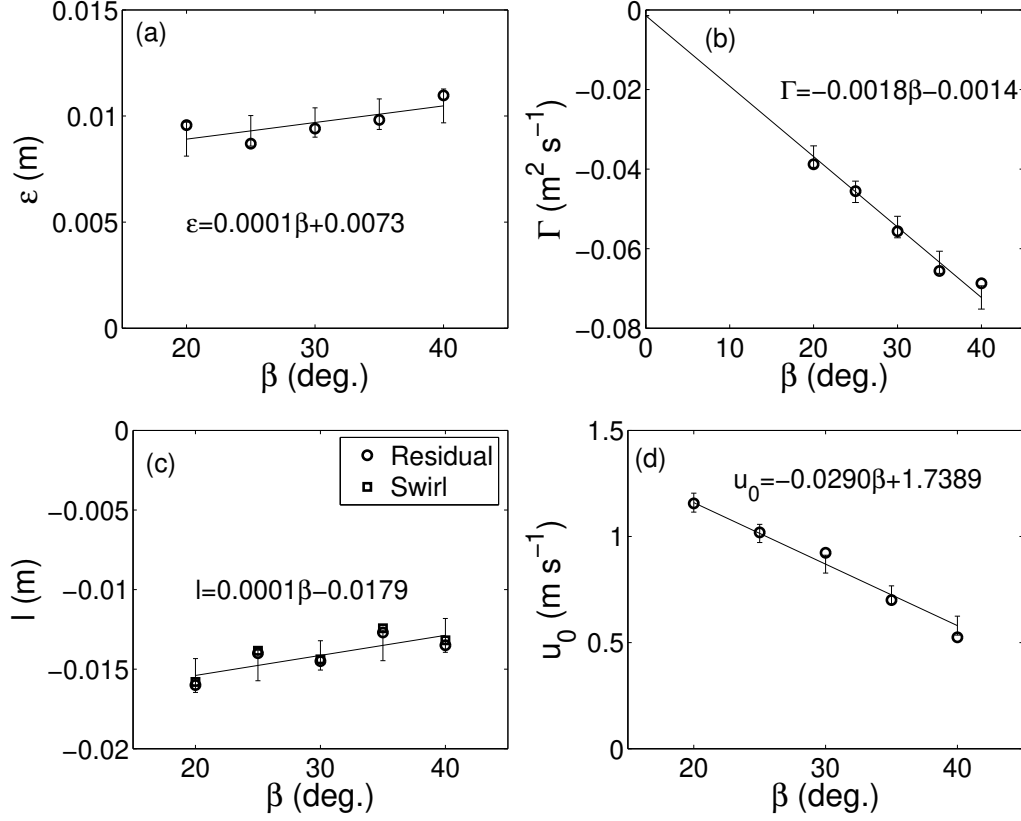 (a)
ε (m)
0.015
0.01
0.005
0
ε=0.0001β+0.0073
20
30
40
β (deg.)
(b)
Γ (m² s⁻¹)
0
−0.02
−0.04
−0.06
−0.08
Γ=−0.0018β−0.0014
0
10
20
30
40
β (deg.)
(c)
l (m)
0
−0.005
−0.01
−0.015
−0.02
Residual
Swirl
l=0.0001β−0.0179
20
30
40
β (deg.)
(d)
u₀ (m s⁻¹)
1.5
1
0.5
0
u₀=−0.0290β+1.7389
20
30
40
β (deg.)